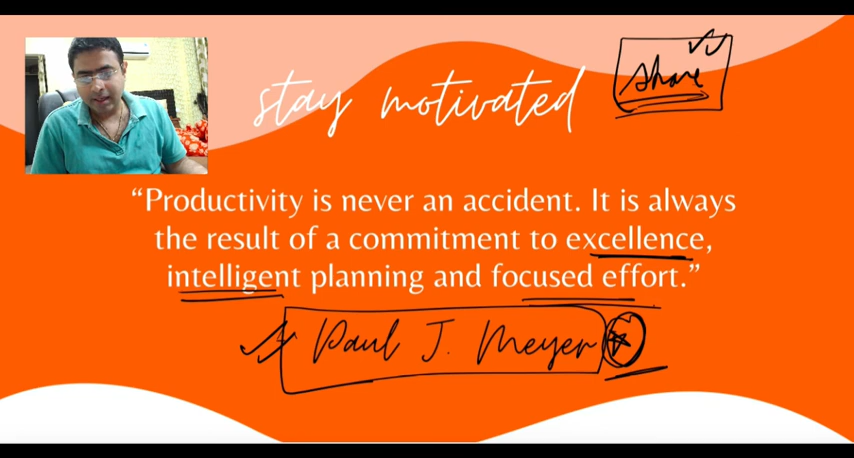 stay motivated
share
“Productivity is never an accident. It is always
the result of a commitment to excellence,
intelligent planning and focused effort.”
Paul J. Meyer